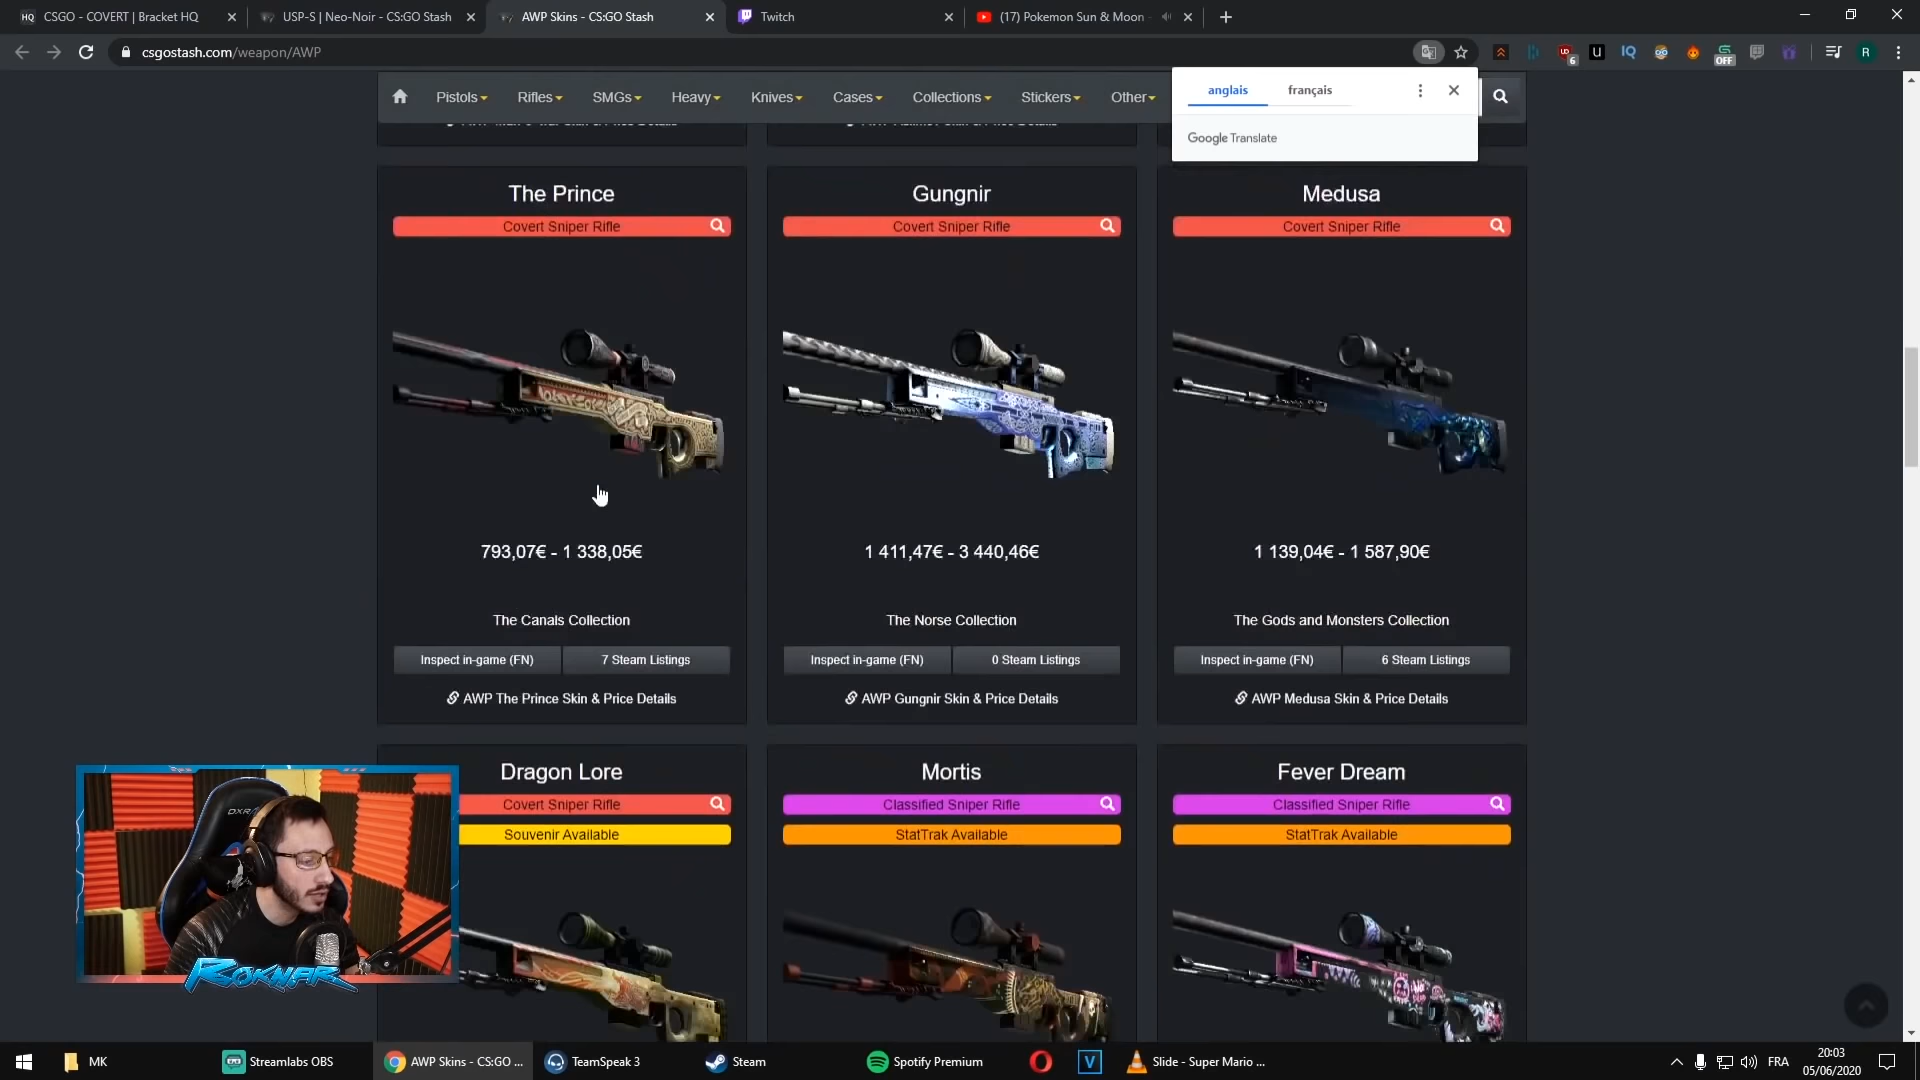 CSGO - COVERT | Bracket HQ
USP-S | Neo-Noir - CS:GO Stash
AWP Skins - CS:GO Stash
Twitch
(17) Pokemon Sun & Moon
csgostash.com/weapon/AWP
Pistols
Rifles
SMGs
Heavy
Knives
Cases
Collections
Stickers
Other
anglais
français
Google Translate
The Prince
Covert Sniper Rifle
793,07€ - 1 338,05€
The Canals Collection
Inspect in-game (FN)
7 Steam Listings
AWP The Prince Skin & Price Details
Gungnir
Covert Sniper Rifle
1 411,47€ - 3 440,46€
The Norse Collection
Inspect in-game (FN)
0 Steam Listings
AWP Gungnir Skin & Price Details
Medusa
Covert Sniper Rifle
1 139,04€ - 1 587,90€
The Gods and Monsters Collection
Inspect in-game (FN)
6 Steam Listings
AWP Medusa Skin & Price Details
Dragon Lore
Covert Sniper Rifle
Souvenir Available
Mortis
Classified Sniper Rifle
StatTrak Available
Fever Dream
Classified Sniper Rifle
StatTrak Available
DXR
ROKNAR
MK
Streamlabs OBS
AWP Skins - CS:GO ...
TeamSpeak 3
Steam
Spotify Premium
Slide - Super Mario ...
FRA
20:03
05/06/2020